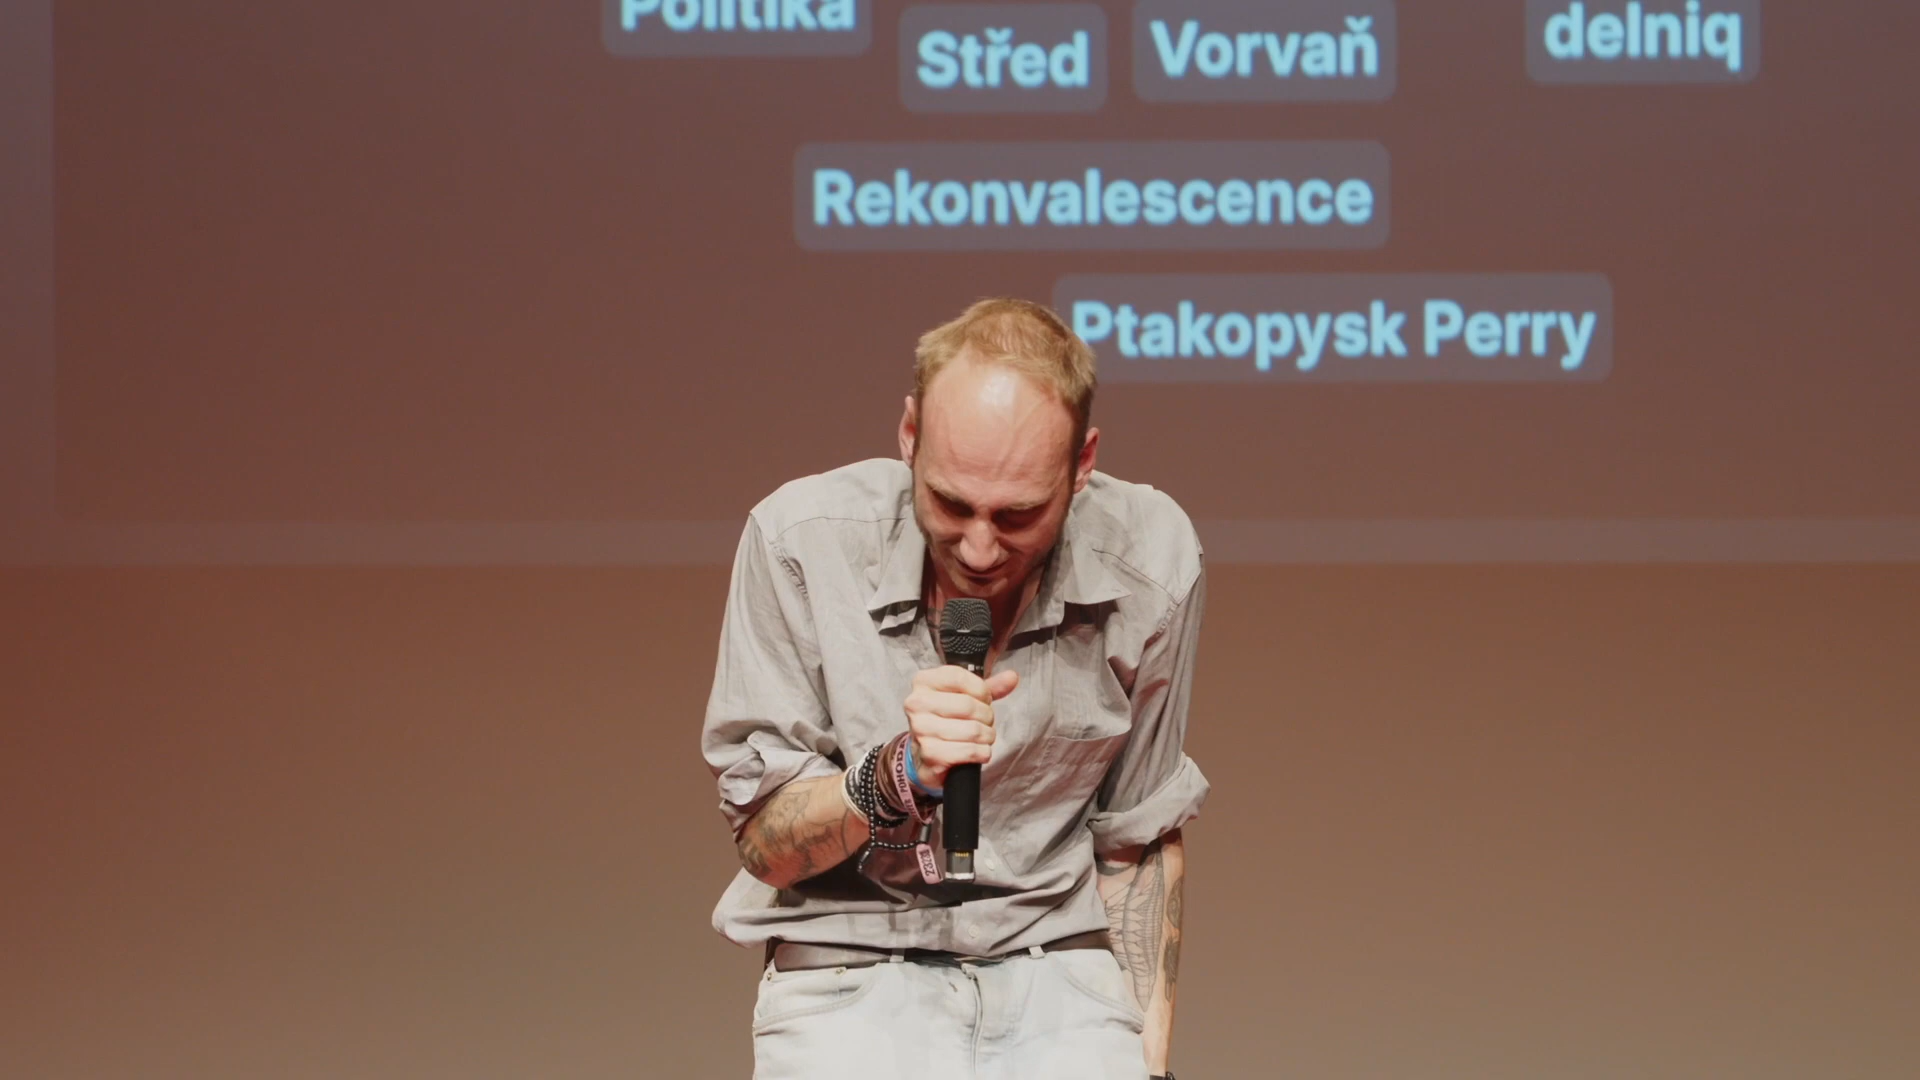 Politika
Střed
Vorvaň
delniq
Rekonvalescence
Ptakopysk Perry